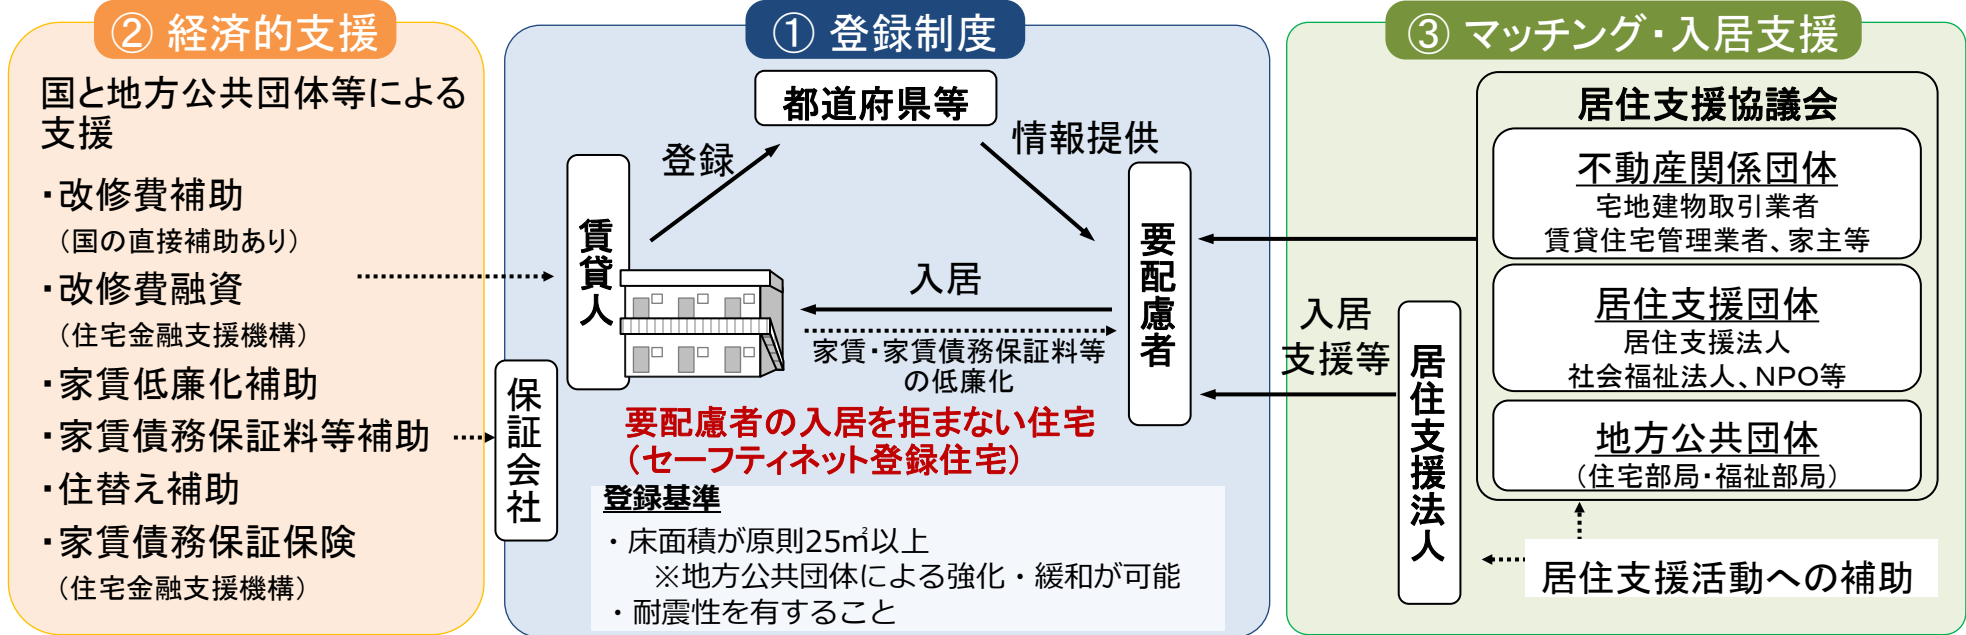 ② 経済的支援
国と地方公共団体等による
支援
・改修費補助
（国の直接補助あり）
・改修費融資
（住宅金融支援機構）
・家賃低廉化補助
・家賃債務保証料等補助
・住替え補助
・家賃債務保証保険
（住宅金融支援機構）
① 登録制度
都道府県等
登録
情報提供
賃貸人
要配慮者
入居
家賃・家賃債務保証料等
の低廉化
保証会社
要配慮者の入居を拒まない住宅
（セーフティネット登録住宅）
登録基準
・床面積が原則25㎡以上
※地方公共団体による強化・緩和が可能
・耐震性を有すること
③ マッチング・入居支援
居住支援協議会
不動産関係団体
宅地建物取引業者
賃貸住宅管理業者、家主等
居住支援団体
居住支援法人
社会福祉法人、NPO等
地方公共団体
（住宅部局・福祉部局）
入居
支援等
居住支援法人
居住支援活動への補助